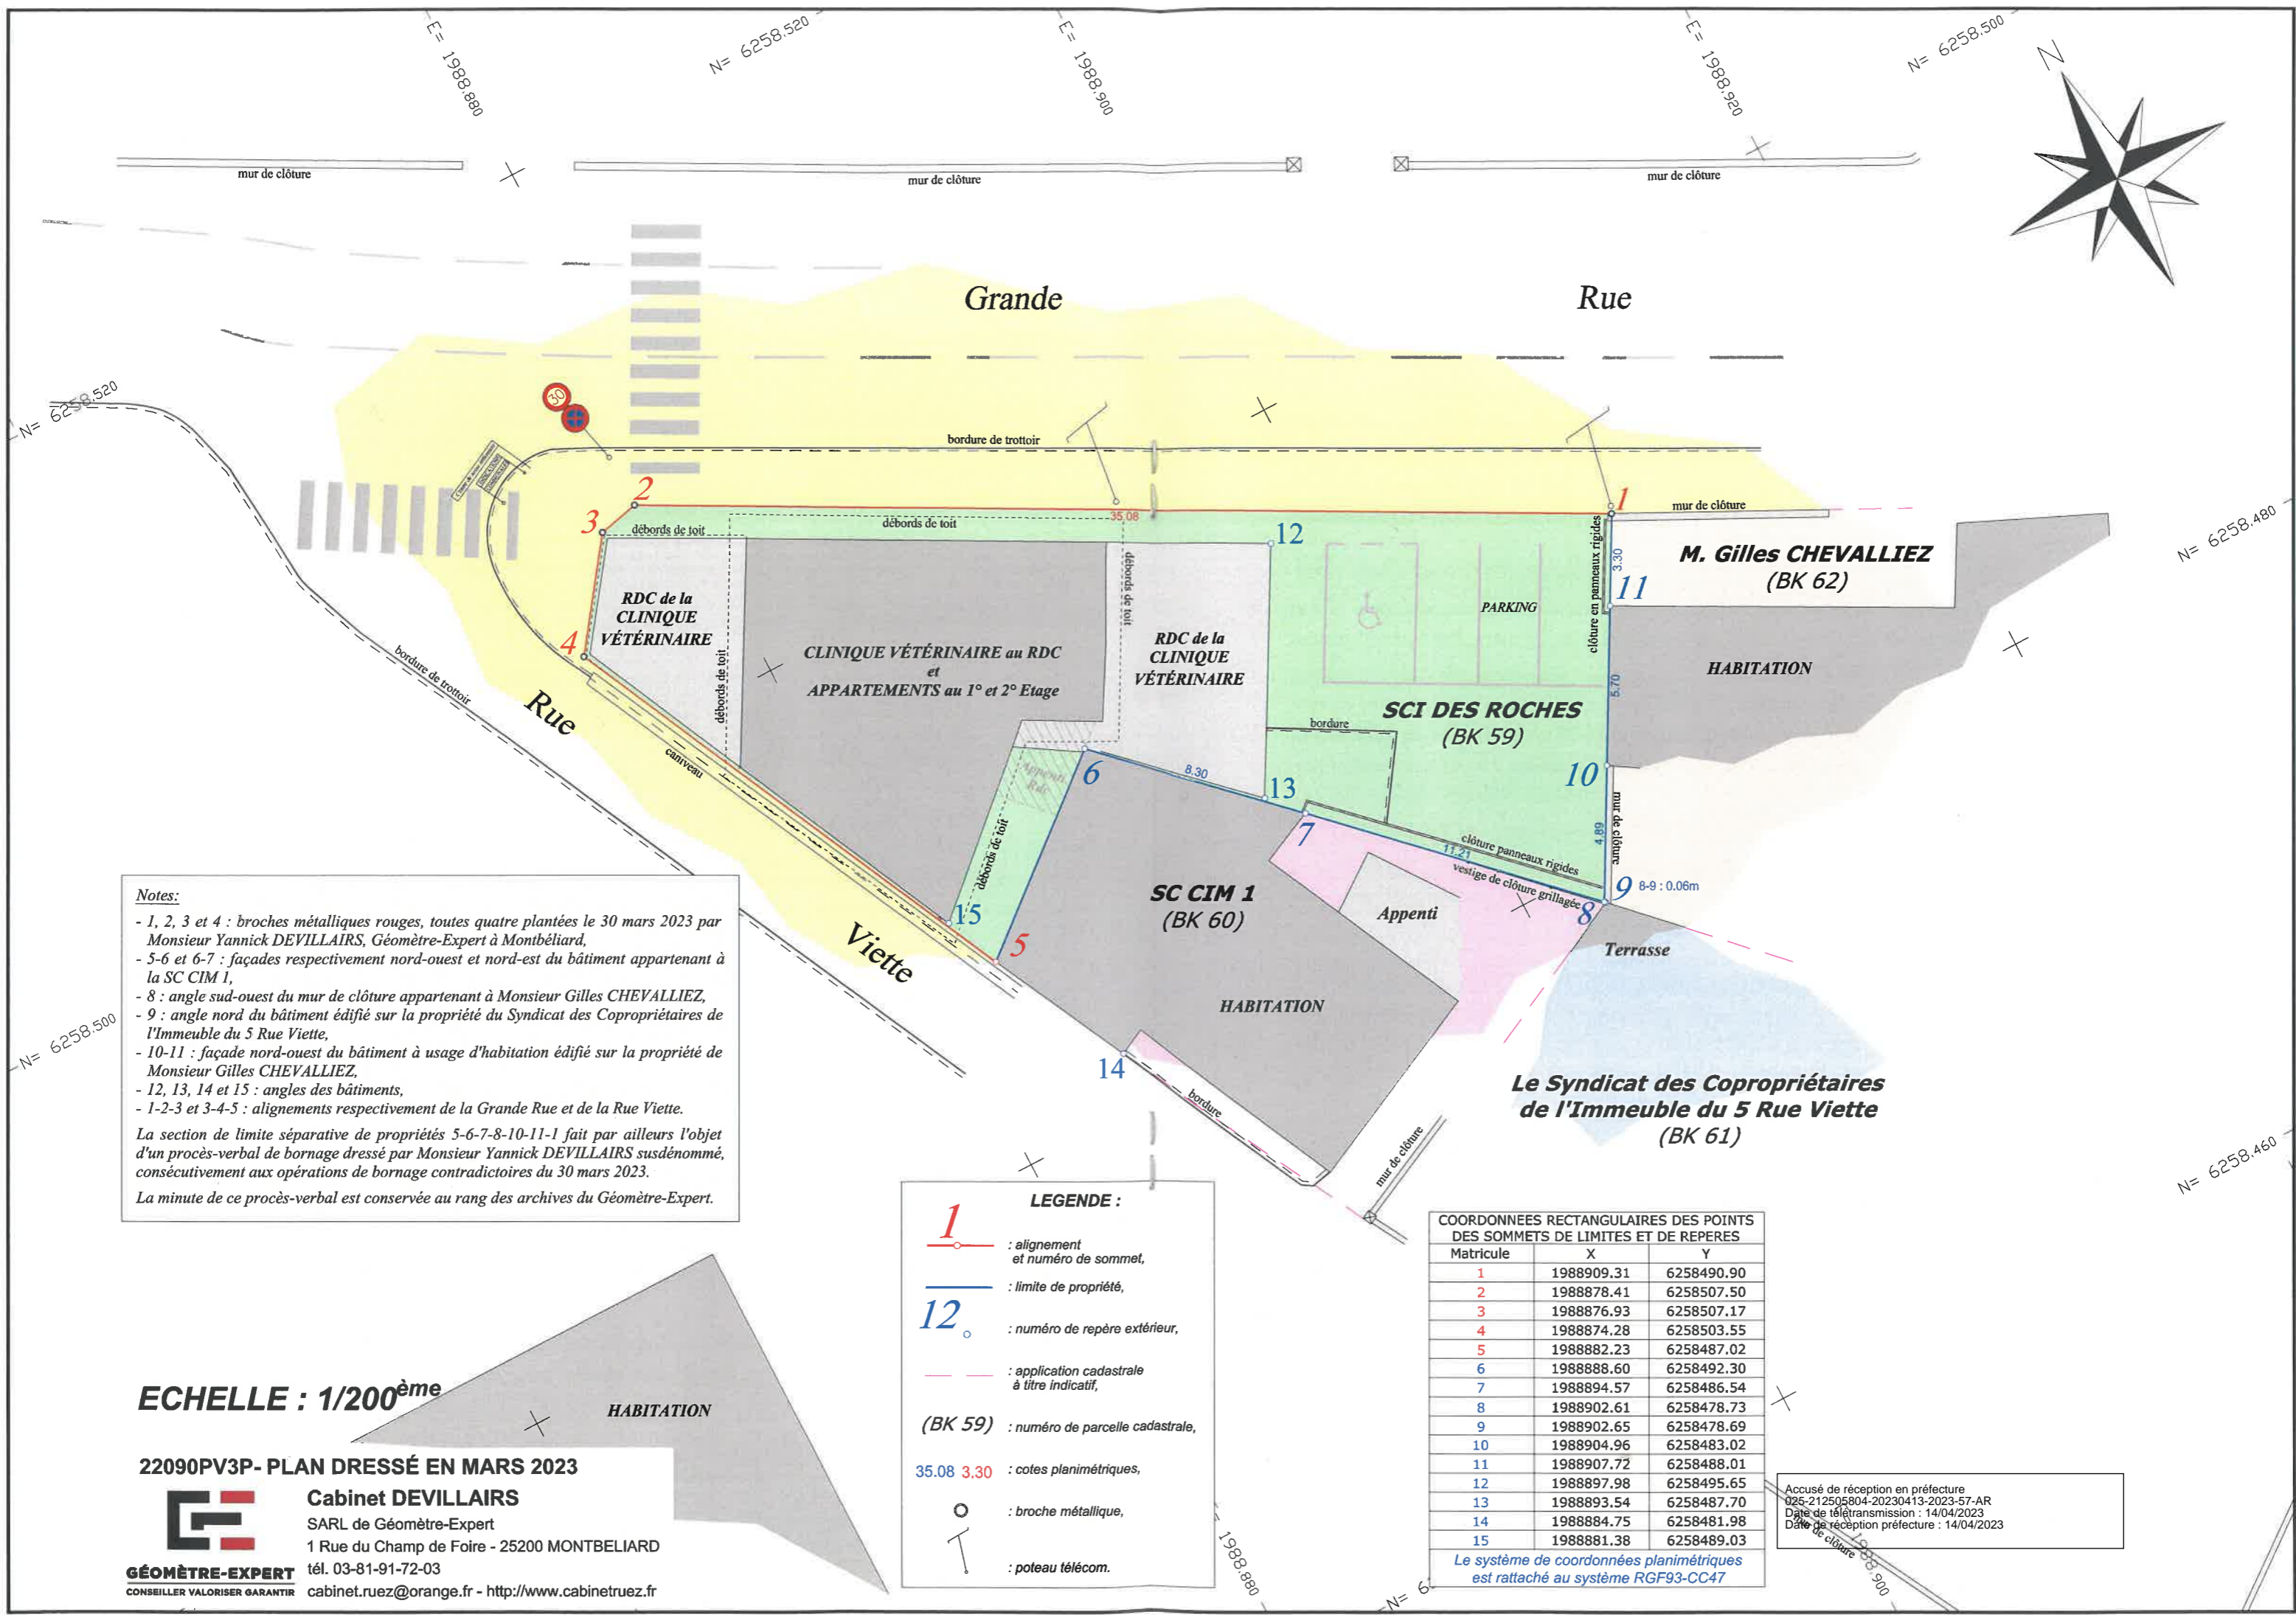 E= 1988.880
N= 6258.520
E= 1988.900
E= 1988.920
N= 6258.500
N
mur de clôture
mur de clôture
mur de clôture
Grande Rue
N= 6258.520
30
bordure de trottoir
2
1
mur de clôture
3
débords de toit
débords de toit
35.08
12
N= 6258.480
M. Gilles CHEVALLIEZ
(BK 62)
3.30
11
clôture en panneaux rigides
débords de toit
PARKING
RDC de la
CLINIQUE
VÉTÉRINAIRE
4
CLINIQUE VÉTÉRINAIRE au RDC
et
APPARTEMENTS au 1° et 2° Etage
RDC de la
CLINIQUE
VÉTÉRINAIRE
HABITATION
5.70
débords de toit
bordure de trottoir
Rue
caniveau
SCI DES ROCHES
(BK 59)
bordure
6
8.30
Appenti
Rdc
13
10
7
mur de clôture
4.89
débords de toit
clôture panneaux rigides
11.21
vestige de clôture grillagée
9
8-9 : 0.06m
8
SC CIM 1
(BK 60)
Appenti
15
5
Viette
Terrasse
HABITATION
14
bordure
mur de clôture
Le Syndicat des Copropriétaires
de l'Immeuble du 5 Rue Viette
(BK 61)
N= 6258.500
N= 6258.460
Notes:
- 1, 2, 3 et 4 : broches métalliques rouges, toutes quatre plantées le 30 mars 2023 par
Monsieur Yannick DEVILLAIRS, Géomètre-Expert à Montbéliard,
- 5-6 et 6-7 : façades respectivement nord-ouest et nord-est du bâtiment appartenant à
la SC CIM 1,
- 8 : angle sud-ouest du mur de clôture appartenant à Monsieur Gilles CHEVALLIEZ,
- 9 : angle nord du bâtiment édifié sur la propriété du Syndicat des Copropriétaires de
l'Immeuble du 5 Rue Viette,
- 10-11 : façade nord-ouest du bâtiment à usage d'habitation édifié sur la propriété de
Monsieur Gilles CHEVALLIEZ,
- 12, 13, 14 et 15 : angles des bâtiments,
- 1-2-3 et 3-4-5 : alignements respectivement de la Grande Rue et de la Rue Viette.
La section de limite séparative de propriétés 5-6-7-8-10-11-1 fait par ailleurs l'objet
d'un procès-verbal de bornage dressé par Monsieur Yannick DEVILLAIRS susdénommé,
consécutivement aux opérations de bornage contradictoires du 30 mars 2023.
La minute de ce procès-verbal est conservée au rang des archives du Géomètre-Expert.
LEGENDE :
1 : alignement
et numéro de sommet,
: limite de propriété,
12 : numéro de repère extérieur,
: application cadastrale
à titre indicatif,
(BK 59) : numéro de parcelle cadastrale,
35.08 3.30 : cotes planimétriques,
: broche métallique,
: poteau télécom.
COORDONNEES RECTANGULAIRES DES POINTS
DES SOMMETS DE LIMITES ET DE REPERES
Matricule X Y
1 1988909.31 6258490.90
2 1988878.41 6258507.50
3 1988876.93 6258507.17
4 1988874.28 6258503.55
5 1988882.23 6258487.02
6 1988888.60 6258492.30
7 1988894.57 6258486.54
8 1988902.61 6258478.73
9 1988902.65 6258478.69
10 1988904.96 6258483.02
11 1988907.72 6258488.01
12 1988897.98 6258495.65
13 1988893.54 6258487.70
14 1988884.75 6258481.98
15 1988881.38 6258489.03
Le système de coordonnées planimétriques
est rattaché au système RGF93-CC47
Accusé de réception en préfecture
025-212505804-20230413-2023-57-AR
Date de télétransmission : 14/04/2023
Date de réception préfecture : 14/04/2023
mur de clôture
1988.900
1988.880
N= 6
ECHELLE : 1/200ème
HABITATION
22090PV3P- PLAN DRESSÉ EN MARS 2023
Cabinet DEVILLAIRS
SARL de Géomètre-Expert
1 Rue du Champ de Foire - 25200 MONTBELIARD
tél. 03-81-91-72-03
cabinet.ruez@orange.fr - http://www.cabinetruez.fr
GÉOMÈTRE-EXPERT
CONSEILLER VALORISER GARANTIR